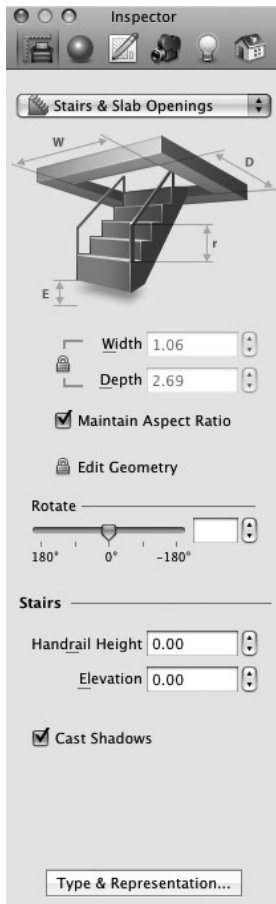 Inspector
Stairs & Slab Openings
W
D
r
E
Width 1.06
Depth 2.69
Maintain Aspect Ratio
Edit Geometry
Rotate
180° 0° -180°
Stairs
Handrail Height 0.00
Elevation 0.00
Cast Shadows
Type & Representation...